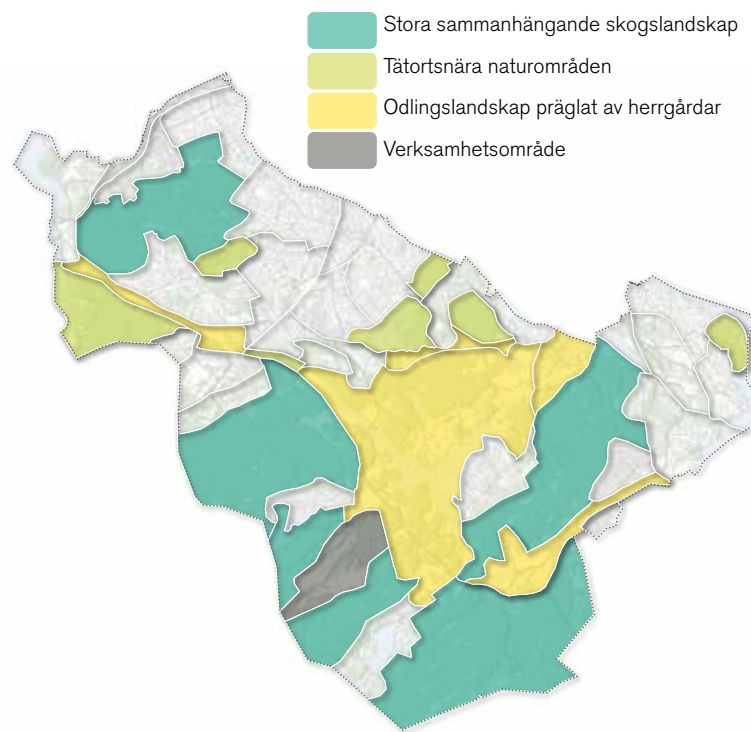 Stora sammanhängande skogslandskap
Tätortsnära naturområden
Odlingslandskap präglat av herrgårdar
Verksamhetsområde